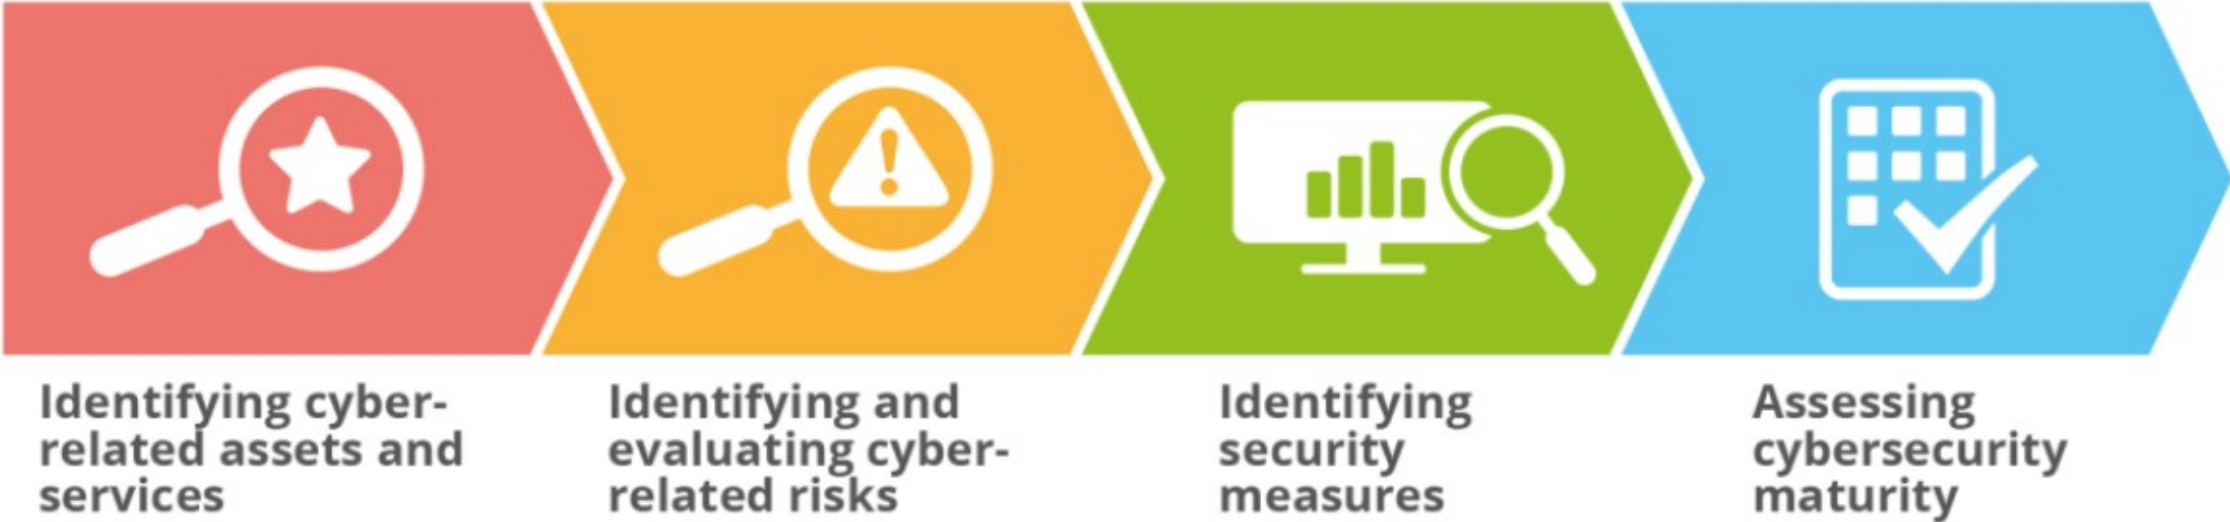 Identifying cyber-
related assets and
services
Identifying and
evaluating cyber-
related risks
Identifying
security
measures
Assessing
cybersecurity
maturity